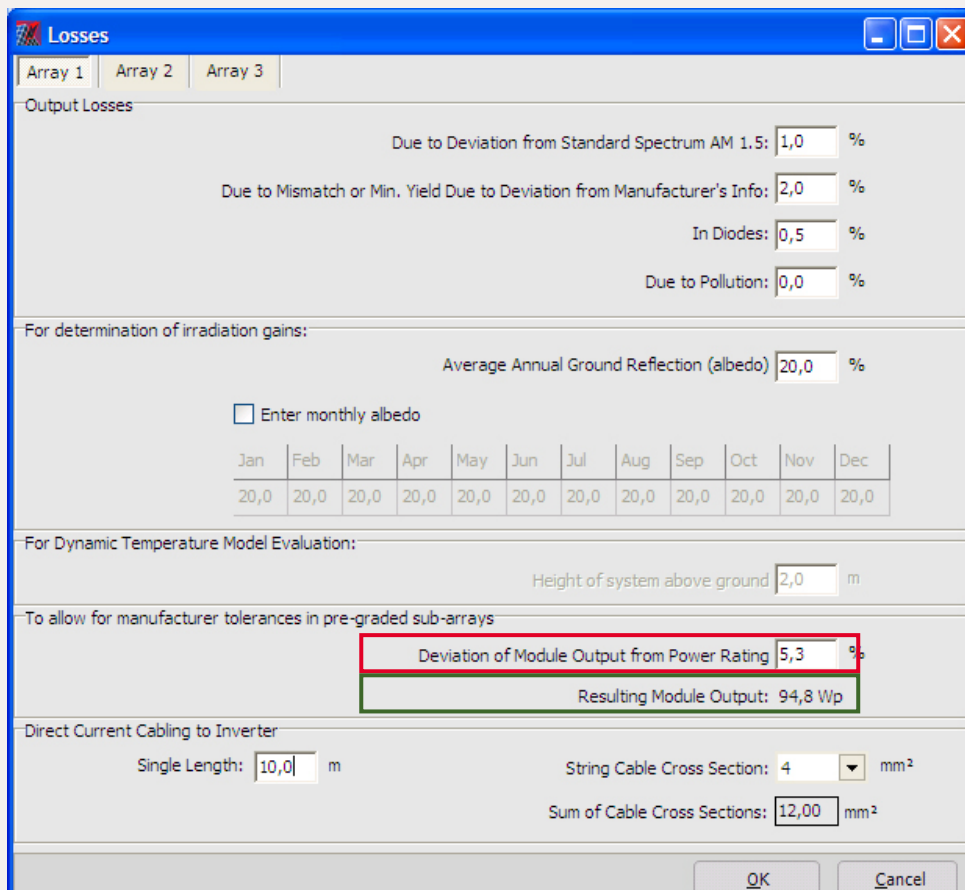 Losses
Array 1 Array 2 Array 3
Output Losses
Due to Deviation from Standard Spectrum AM 1.5: 1,0 %
Due to Mismatch or Min. Yield Due to Deviation from Manufacturer's Info: 2,0 %
In Diodes: 0,5 %
Due to Pollution: 0,0 %
For determination of irradiation gains:
Average Annual Ground Reflection (albedo) 20,0 %
Enter monthly albedo
Jan Feb Mar Apr May Jun Jul Aug Sep Oct Nov Dec
20,0 20,0 20,0 20,0 20,0 20,0 20,0 20,0 20,0 20,0 20,0 20,0
For Dynamic Temperature Model Evaluation:
Height of system above ground 2,0 m
To allow for manufacturer tolerances in pre-graded sub-arrays
Deviation of Module Output from Power Rating 5,3 %
Resulting Module Output: 94,8 Wp
Direct Current Cabling to Inverter
Single Length: 10,0 m String Cable Cross Section: 4 mm²
Sum of Cable Cross Sections: 12,00 mm²
OK Cancel